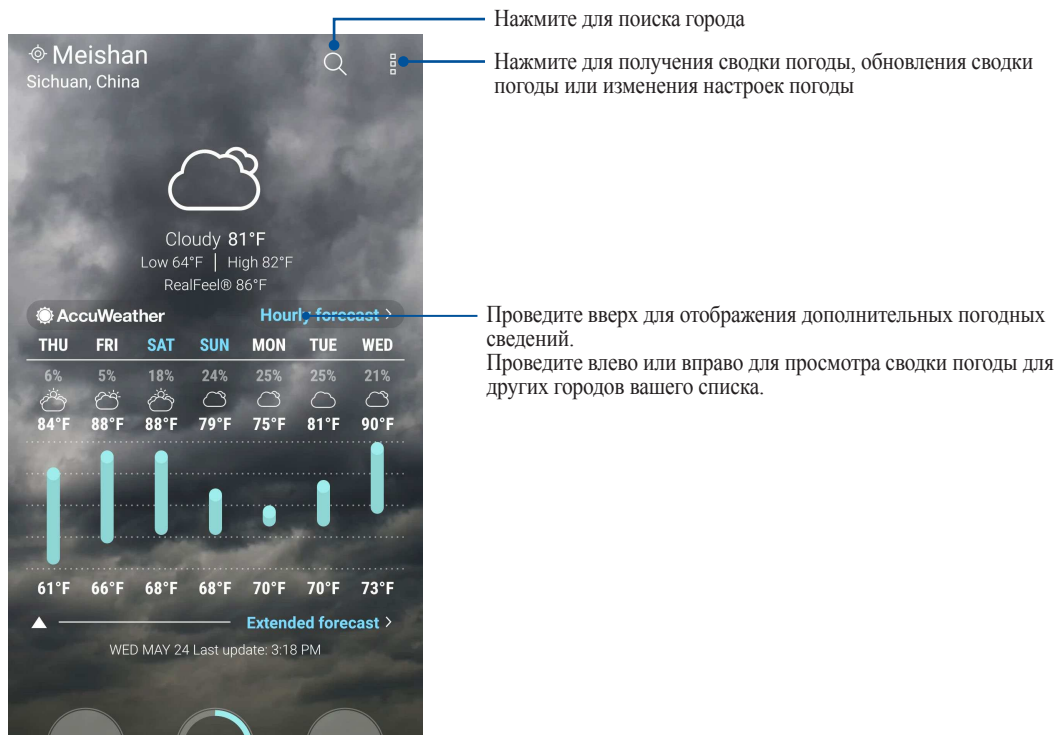 Нажмите для поиска города
Meishan
Sichuan, China
Нажмите для получения сводки погоды, обновления сводки
погоды или изменения настроек погоды
Cloudy 81°F
Low 64°F | High 82°F
RealFeel® 86°F
AccuWeather Hourly forecast >
Проведите вверх для отображения дополнительных погодных
сведений.
Проведите влево или вправо для просмотра сводки погоды для
других городов вашего списка.
THU FRI SAT SUN MON TUE WED
6% 5% 18% 24% 25% 25% 21%
84°F 88°F 88°F 79°F 75°F 81°F 90°F
61°F 66°F 68°F 68°F 70°F 70°F 73°F
Extended forecast >
WED MAY 24 Last update: 3:18 PM